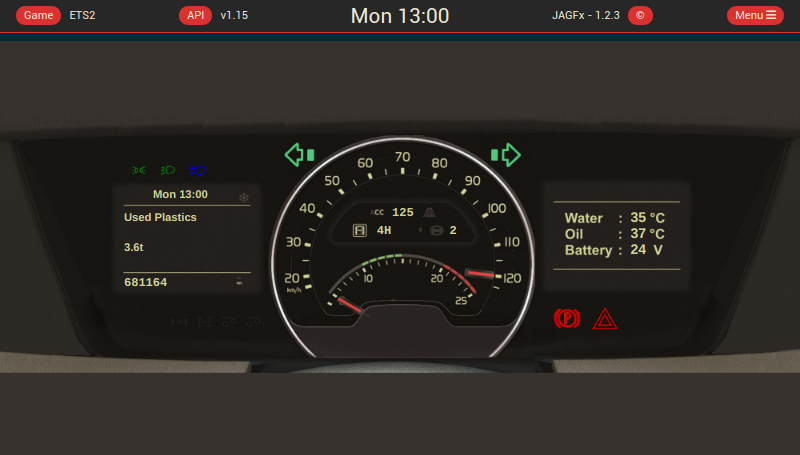 Game ETS2 API v1.15 Mon 13:00 JAGFx - 1.2.3 © Menu
Mon 13:00
Used Plastics
3.6t
681164
20 30 40 50 60 70 80 90 100 110 120
km/h
ACC 125
4H 2
10 20 25
Water : 35 °C
Oil : 37 °C
Battery : 24 V
P